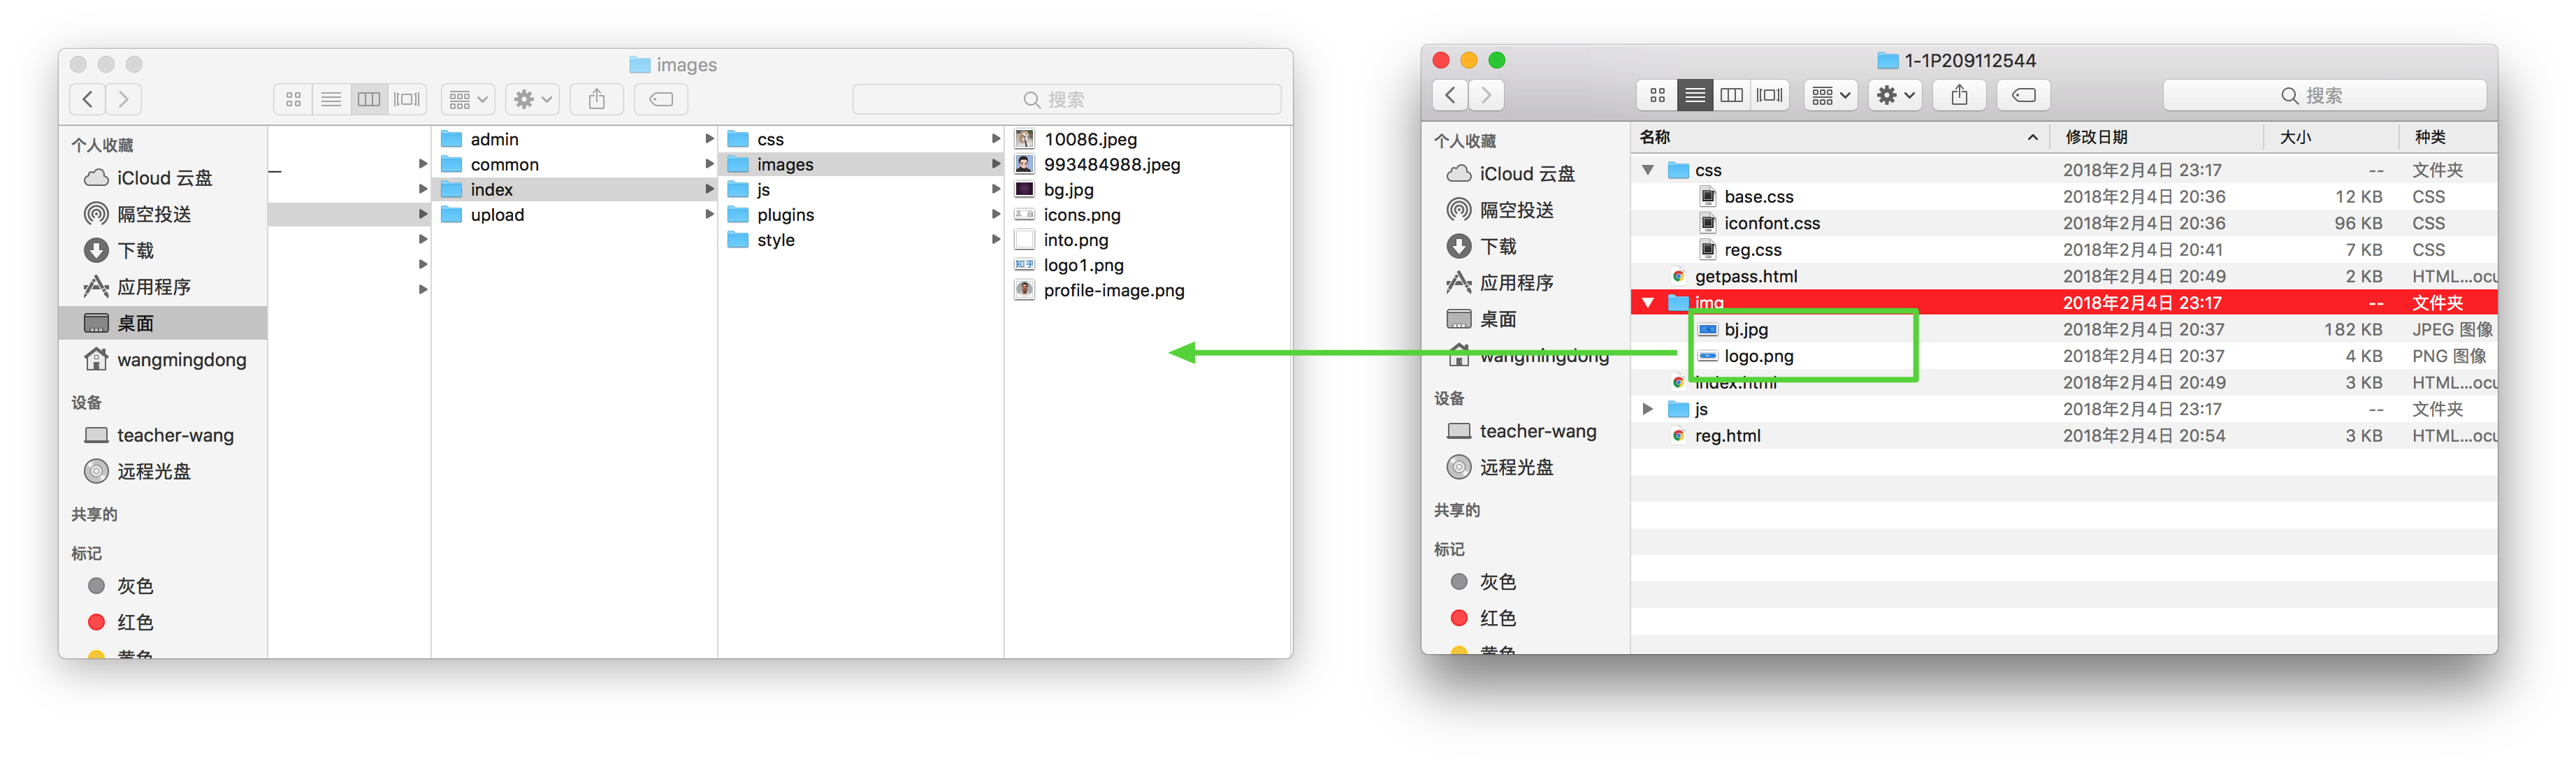 images
搜索
个人收藏
iCloud 云盘
隔空投送
下载
应用程序
桌面
wangmingdong
设备
teacher-wang
远程光盘
共享的
标记
灰色
红色
黄色
admin
common
index
upload
css
images
js
plugins
style
10086.jpeg
993484988.jpeg
bg.jpg
icons.png
into.png
logo1.png
profile-image.png
1-1P209112544
搜索
个人收藏
iCloud 云盘
隔空投送
下载
应用程序
桌面
wangmingdong
设备
teacher-wang
远程光盘
共享的
标记
灰色
红色
黄色
名称 修改日期 大小 种类
css 2018年2月4日 23:17 -- 文件夹
base.css 2018年2月4日 20:36 12 KB CSS
iconfont.css 2018年2月4日 20:36 96 KB CSS
reg.css 2018年2月4日 20:41 7 KB CSS
getpass.html 2018年2月4日 20:49 2 KB HTML...ocu
img 2018年2月4日 23:17 -- 文件夹
bj.jpg 2018年2月4日 20:37 182 KB JPEG 图像
logo.png 2018年2月4日 20:37 4 KB PNG 图像
index.html 2018年2月4日 20:49 3 KB HTML...ocu
js 2018年2月4日 23:17 -- 文件夹
reg.html 2018年2月4日 20:54 3 KB HTML...ocu